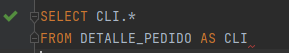 SELECT CLI.*
FROM DETALLE_PEDIDO AS CLI